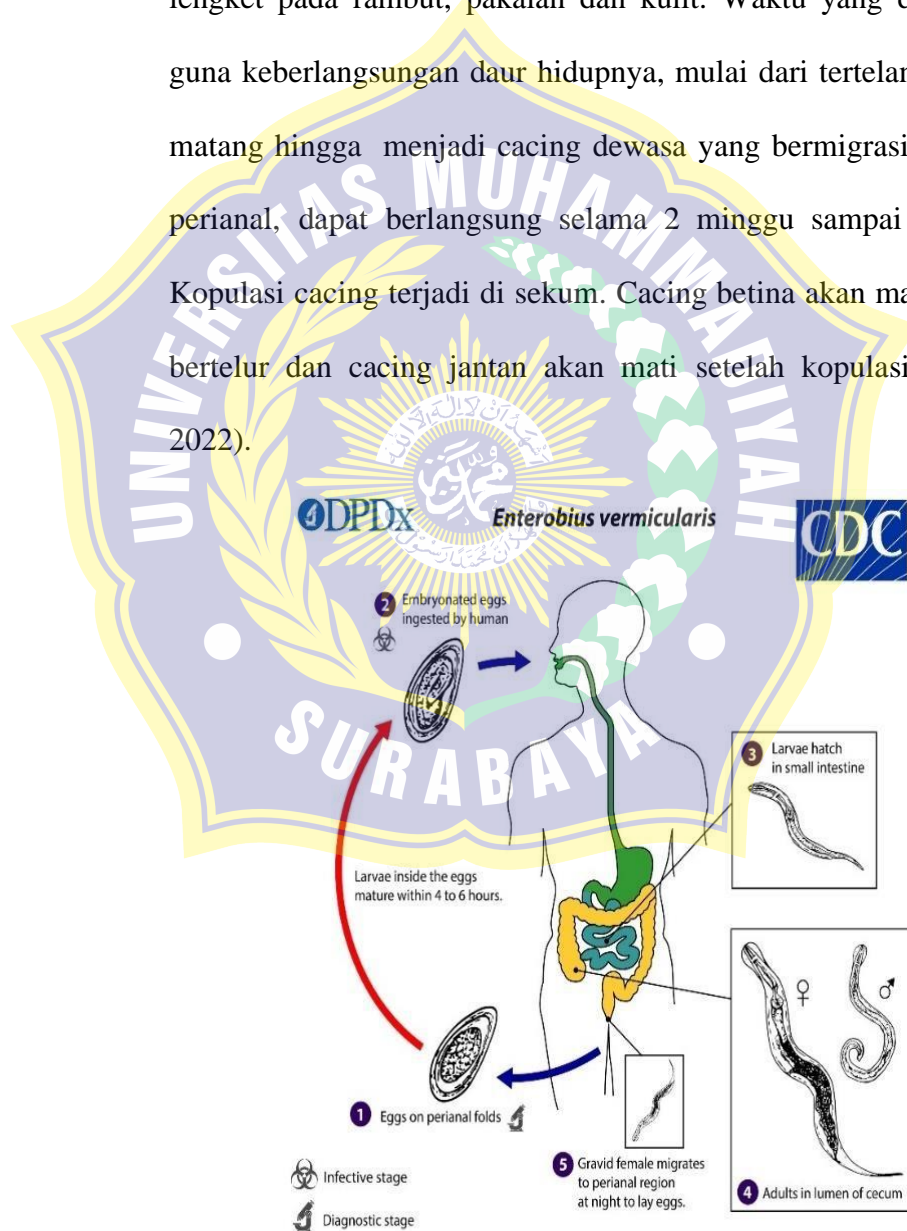 lengket pada rambut, pakaian dan kulit. Waktu yang
guna keberlangsungan daur hidupnya, mulai dari
matang hingga menjadi cacing dewasa yang bermigrasi
perianal, dapat berlangsung selama 2 minggu sampai
Kopulasi cacing terjadi di sekum. Cacing betina akan
bertelur dan cacing jantan akan mati setelah kopulasi
2022).
UNIVERSITAS MUHAMMADIYAH
SURABAYA
DPDx
Enterobius vermicularis
CDC
2 Embryonated eggs
ingested by human
3 Larvae hatch
in small intestine
Larvae inside the eggs
mature within 4 to 6 hours.
♀ ♂
1 Eggs on perianal folds
5 Gravid female migrates
to perianal region
at night to lay eggs.
4 Adults in lumen of cecum
Infective stage
Diagnostic stage